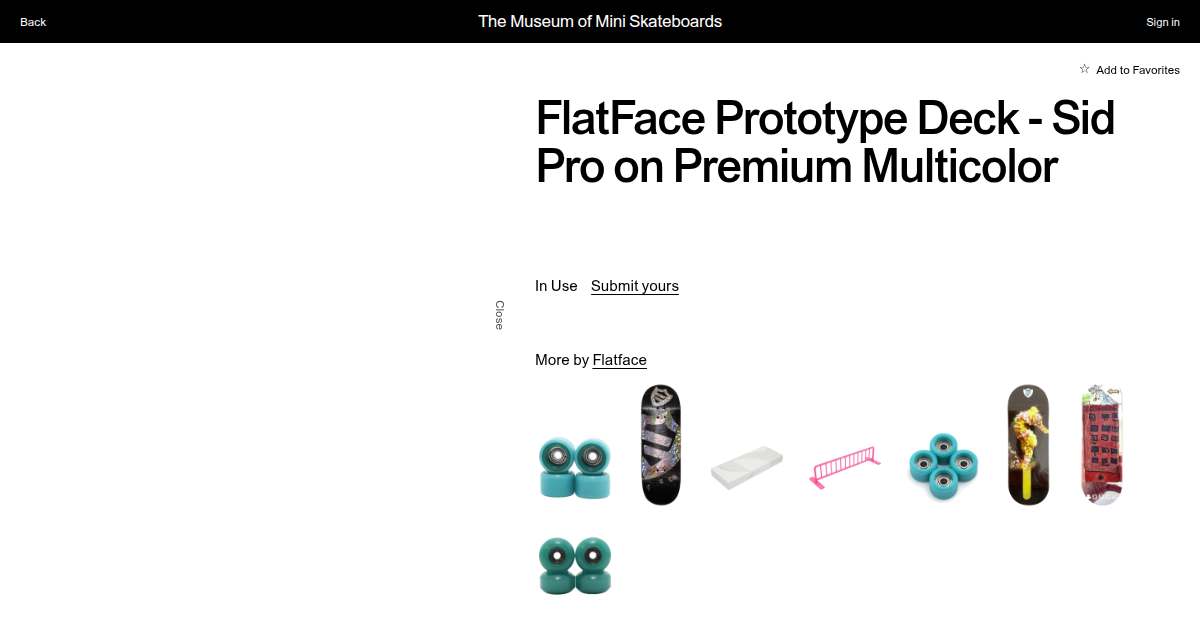 Back
The Museum of Mini Skateboards
Sign in
☆ Add to Favorites
FlatFace Prototype Deck - Sid
Pro on Premium Multicolor
In Use Submit yours
Close
More by Flatface